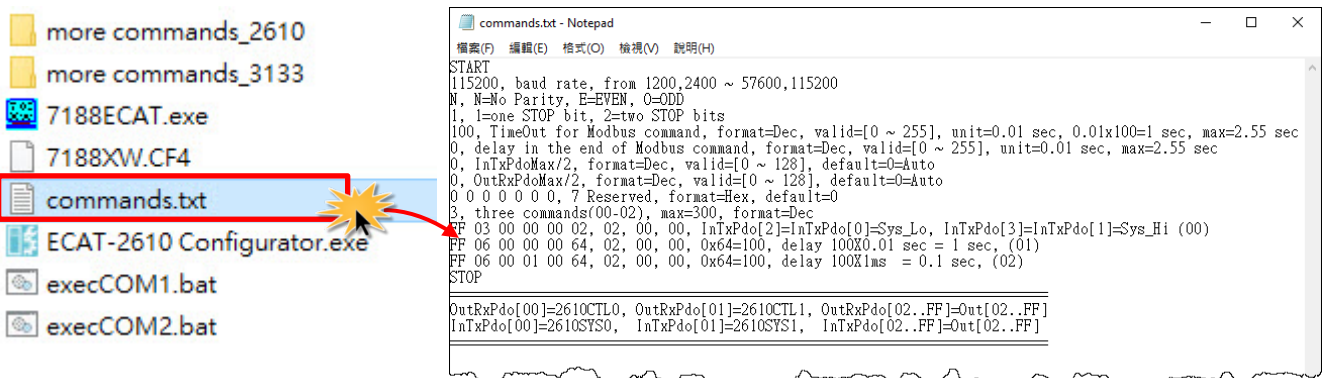 more commands_2610
more commands_3133
7188ECAT.exe
7188XW.CF4
commands.txt
ECAT-2610 Configurator.exe
execCOM1.bat
execCOM2.bat
commands.txt - Notepad
檔案(F) 編輯(E) 格式(O) 檢視(V) 說明(H)
START
115200, baud rate, from 1200,2400 ~ 57600,115200
N, N=No Parity, E=EVEN, O=ODD
1, 1=one STOP bit, 2=two STOP bits
100, TimeOut for Modbus command, format=Dec, valid=[0 ~ 255], unit=0.01 sec, 0.01x100=1 sec, max=2.55 sec
0, delay in the end of Modbus command, format=Dec, valid=[0 ~ 255], unit=0.01 sec, max=2.55 sec
0, InTxPdoMax/2, format=Dec, valid=[0 ~ 128], default=0=Auto
0, OutRxPdoMax/2, format=Dec, valid=[0 ~ 128], default=0=Auto
0 0 0 0 0 0 0, 7 Reserved, format=Hex, default=0
3, three commands(00-02), max=300, format=Dec
FF 03 00 00 00 02, 02, 00, 00, InTxPdo[2]=InTxPdo[0]=Sys_Lo, InTxPdo[3]=InTxPdo[1]=Sys_Hi (00)
FF 06 00 00 00 64, 02, 00, 00, 0x64=100, delay 100X0.01 sec = 1 sec, (01)
FF 06 00 01 00 64, 02, 00, 00, 0x64=100, delay 100X1ms = 0.1 sec, (02)
STOP
OutRxPdo[00]=2610CTL0, OutRxPdo[01]=2610CTL1, OutRxPdo[02..FF]=Out[02..FF]
InTxPdo[00]=2610SYS0, InTxPdo[01]=2610SYS1, InTxPdo[02..FF]=Out[02..FF]